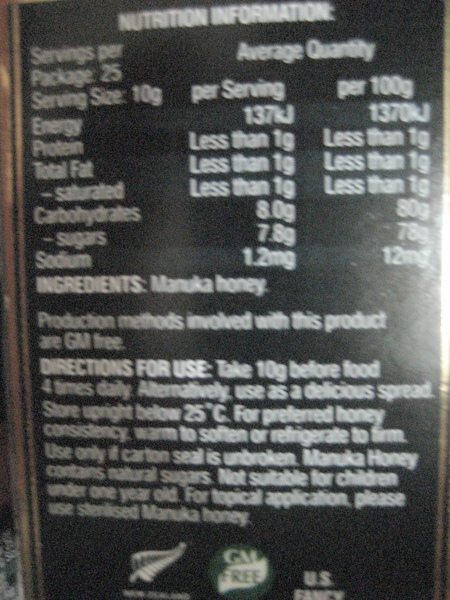 NUTRITION INFORMATION:
Servings per Average Quantity
Package: 25
Serving Size: 10g per Serving per 100g
Energy 137kJ 1370kJ
Protein Less than 1g Less than 1g
Total Fat Less than 1g Less than 1g
– saturated Less than 1g Less than 1g
Carbohydrates 8.0g 80g
– sugars 7.8g 78g
Sodium 1.2mg 12mg
INGREDIENTS: Manuka honey.
Production methods involved with this product
are GM free.
DIRECTIONS FOR USE: Take 10g before food
4 times daily. Alternatively, use as a delicious spread.
Store upright below 25°C. For preferred honey
consistency, warm to soften or refrigerate to firm.
Use only if carton seal is unbroken. Manuka Honey
contains natural sugars. Not suitable for children
under one year old. For topical application, please
use sterilised Manuka honey.
GM
FREE
NEW ZEALAND
U.S.
FANCY